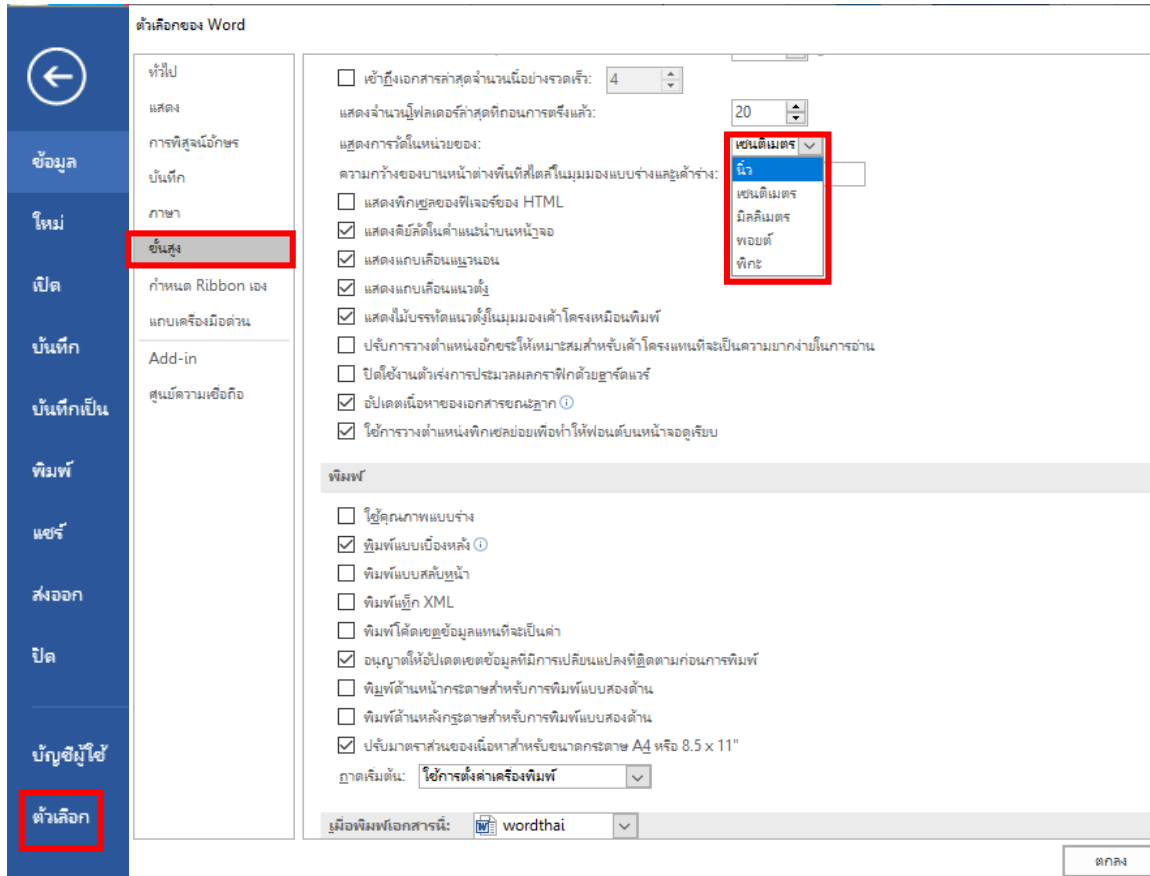 ตัวเลือกของ Word
ข้อมูล
ใหม่
เปิด
บันทึก
บันทึกเป็น
พิมพ์
แชร์
ส่งออก
ปิด
บัญชีผู้ใช้
ตัวเลือก
ทั่วไป
แสดง
การพิสูจน์อักษร
บันทึก
ภาษา
ขั้นสูง
กำหนด Ribbon เอง
แถบเครื่องมือด่วน
Add-in
ศูนย์ความเชื่อถือ
เข้าถึงเอกสารล่าสุดจำนวนนี้อย่างรวดเร็ว: 4
แสดงจำนวนโฟลเดอร์ล่าสุดที่ถอนการตรึงแล้ว: 20
แสดงการวัดในหน่วยของ: เซนติเมตร
นิ้ว
เซนติเมตร
มิลลิเมตร
พอยต์
พิกะ
ความกว้างของบานหน้าต่างพื้นที่สไตล์ในมุมมองแบบร่างและเค้าร่าง:
แสดงพิกเซลของฟีเจอร์ของ HTML
แสดงคีย์ลัดในคำแนะนำบนหน้าจอ
แสดงแถบเลื่อนแนวนอน
แสดงแถบเลื่อนแนวตั้ง
แสดงไม้บรรทัดแนวตั้งในมุมมองเค้าโครงเหมือนพิมพ์
ปรับการวางตำแหน่งอักขระให้เหมาะสมสำหรับเค้าโครงแทนที่จะเป็นความยากง่ายในการอ่าน
ปิดใช้งานตัวเร่งการประมวลผลกราฟิกด้วยฮาร์ดแวร์
อัปเดตเนื้อหาของเอกสารขณะลาก
ใช้การวางตำแหน่งพิกเซลย่อยเพื่อทำให้ฟอนต์บนหน้าจอดูเรียบ
พิมพ์
ใช้คุณภาพแบบร่าง
พิมพ์แบบเบื้องหลัง
พิมพ์แบบสลับหน้า
พิมพ์แท็ก XML
พิมพ์โค้ดเขตข้อมูลแทนที่จะเป็นค่า
อนุญาตให้อัปเดตเขตข้อมูลที่มีการเปลี่ยนแปลงที่ติดตามก่อนการพิมพ์
พิมพ์ด้านหน้ากระดาษสำหรับการพิมพ์แบบสองด้าน
พิมพ์ด้านหลังกระดาษสำหรับการพิมพ์แบบสองด้าน
ปรับมาตราส่วนของเนื้อหาสำหรับขนาดกระดาษ A4 หรือ 8.5 x 11"
ถาดเริ่มต้น: ใช้การตั้งค่าเครื่องพิมพ์
เมื่อพิมพ์เอกสารนี้: wordthai
ตกลง